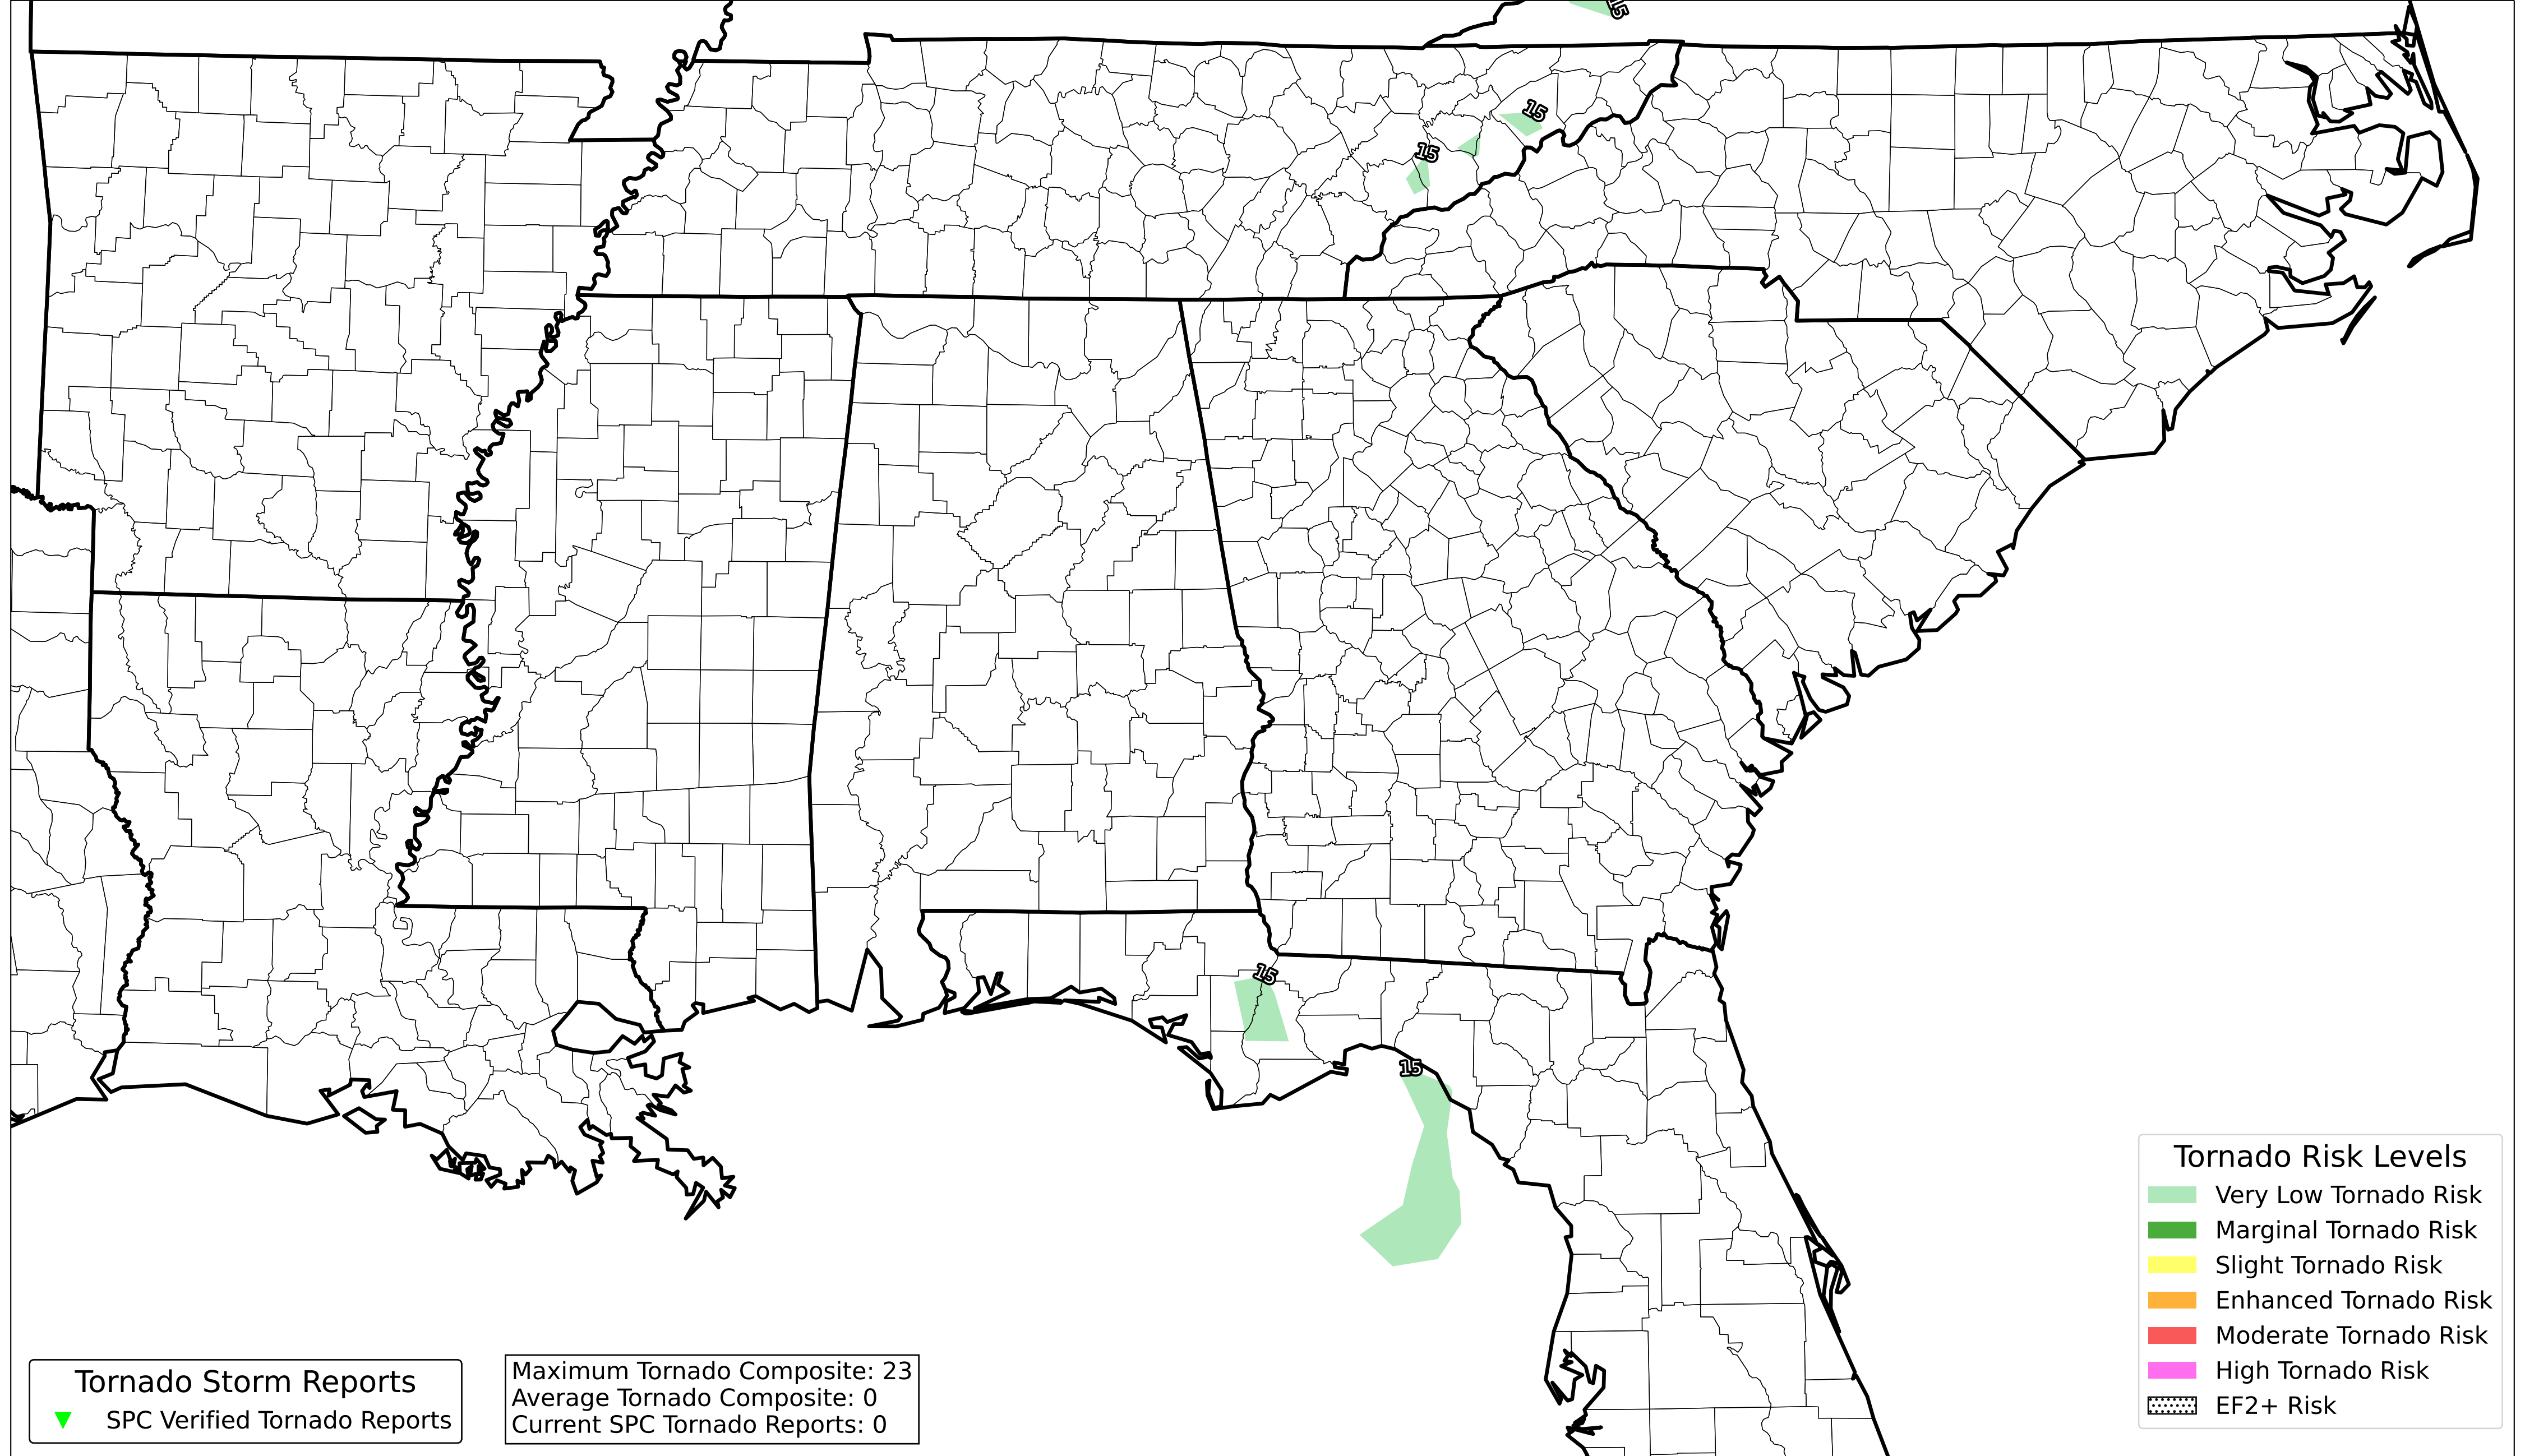 15
15
15
15
15
Tornado Risk Levels
Very Low Tornado Risk
Marginal Tornado Risk
Slight Tornado Risk
Enhanced Tornado Risk
Moderate Tornado Risk
High Tornado Risk
EF2+ Risk
Tornado Storm Reports
SPC Verified Tornado Reports
Maximum Tornado Composite: 23
Average Tornado Composite: 0
Current SPC Tornado Reports: 0